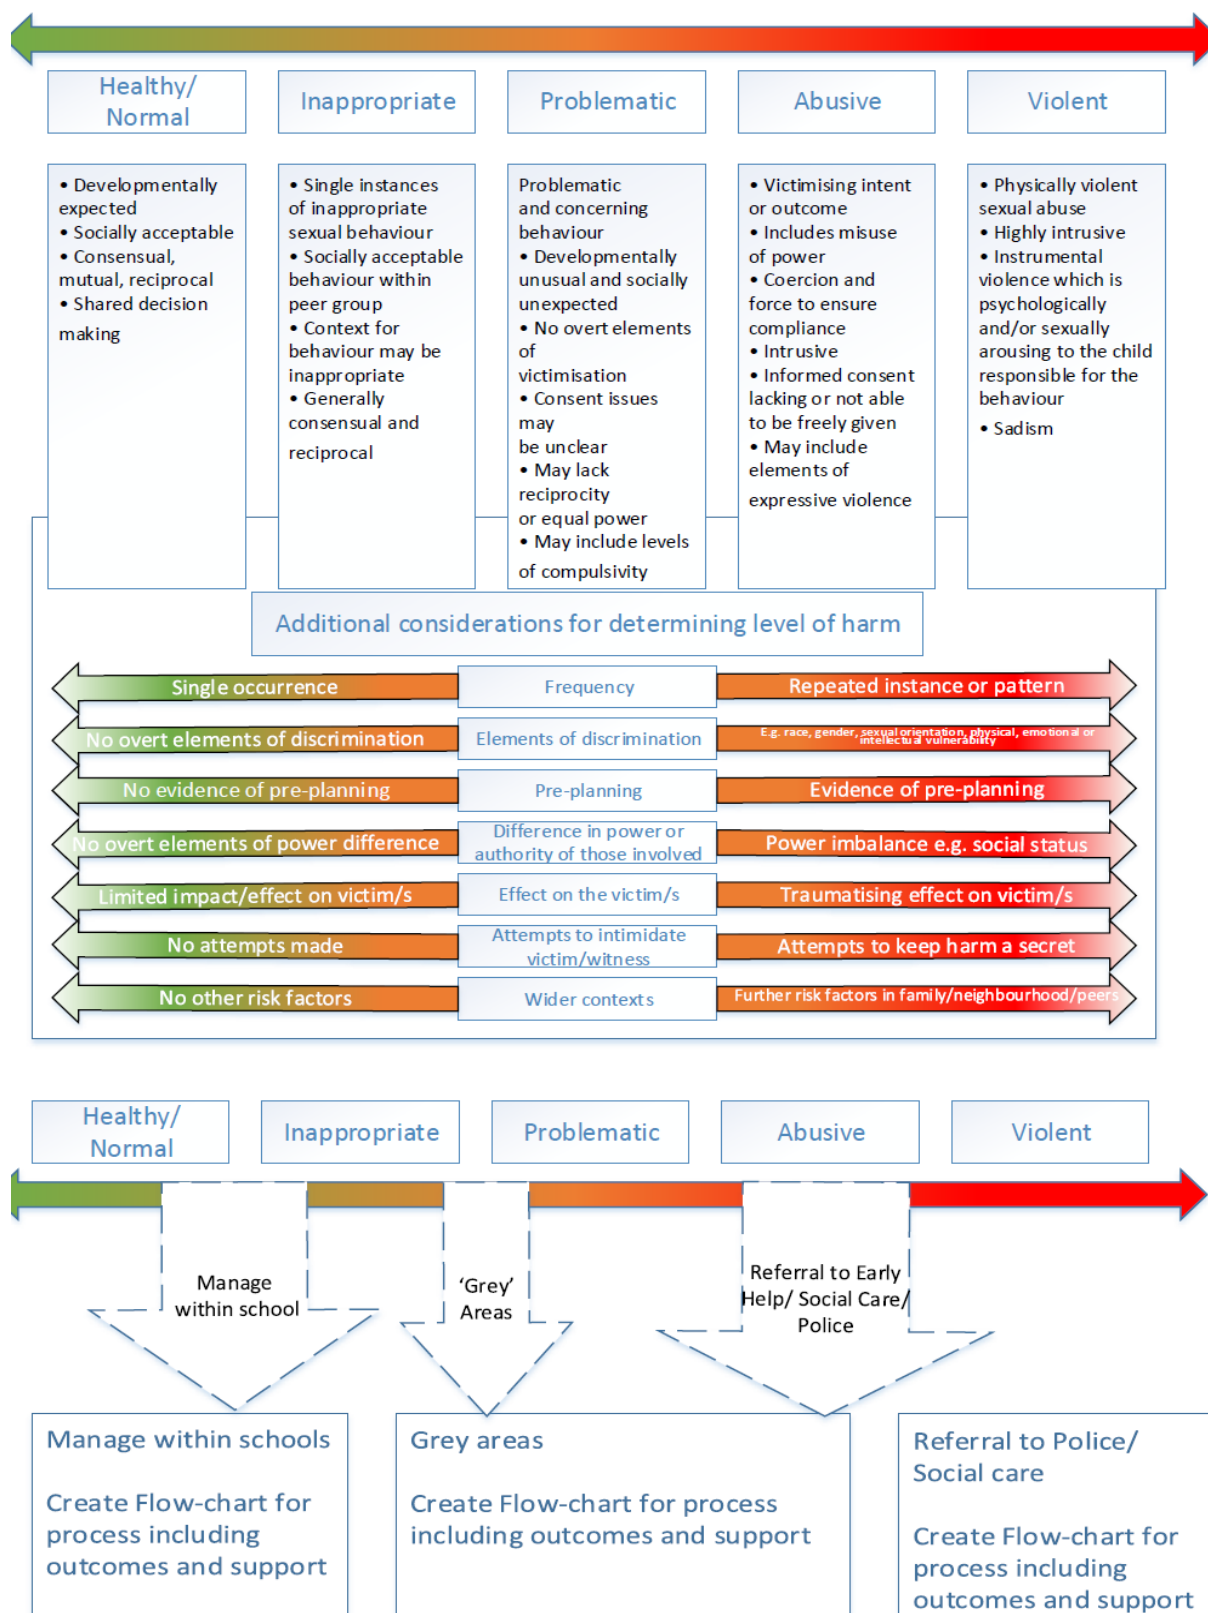 Healthy/
Normal
Inappropriate
Problematic
Abusive
Violent
• Developmentally
expected
• Socially acceptable
• Consensual,
mutual, reciprocal
• Shared decision
making
• Single instances
of inappropriate
sexual behaviour
• Socially acceptable
behaviour within
peer group
• Context for
behaviour may be
inappropriate
• Generally
consensual and
reciprocal
Problematic
and concerning
behaviour
• Developmentally
unusual and socially
unexpected
• No overt elements
of
victimisation
• Consent issues
may
be unclear
• May lack
reciprocity
or equal power
• May include levels
of compulsivity
• Victimising intent
or outcome
• Includes misuse
of power
• Coercion and
force to ensure
compliance
• Intrusive
• Informed consent
lacking or not able
to be freely given
• May include
elements of
expressive violence
• Physically violent
sexual abuse
• Highly intrusive
• Instrumental
violence which is
psychologically
and/or sexually
arousing to the child
responsible for the
behaviour
• Sadism
Additional considerations for determining level of harm
Single occurrence
Frequency
Repeated instance or pattern
No overt elements of discrimination
Elements of discrimination
E.g. race, gender, sexual orientation, physical, emotional or
intellectual vulnerability
No evidence of pre-planning
Pre-planning
Evidence of pre-planning
No overt elements of power difference
Difference in power or
authority of those involved
Power imbalance e.g. social status
Limited impact/effect on victim/s
Effect on the victim/s
Traumatising effect on victim/s
No attempts made
Attempts to intimidate
victim/witness
Attempts to keep harm a secret
No other risk factors
Wider contexts
Further risk factors in family/neighbourhood/peers
Healthy/
Normal
Inappropriate
Problematic
Abusive
Violent
Manage
within school
‘Grey’
Areas
Referral to Early
Help/ Social Care/
Police
Manage within schools
Create Flow-chart for
process including
outcomes and support
Grey areas
Create Flow-chart for process
including outcomes and support
Referral to Police/
Social care
Create Flow-chart for
process including
outcomes and support